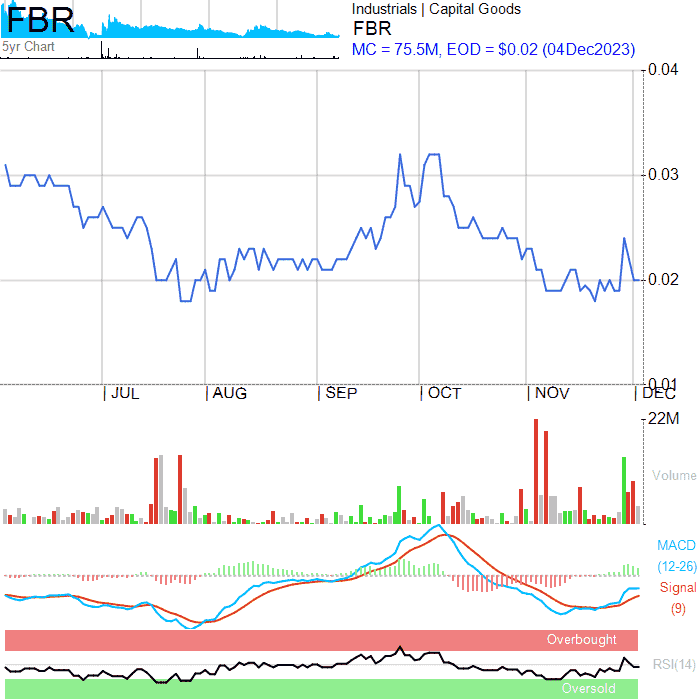 FBR
5yr Chart
Industrials | Capital Goods
FBR
MC = 75.5M, EOD = $0.02 (04Dec2023)
0.04
0.03
0.02
0.01
JUL AUG SEP OCT NOV DEC
22M
Volume
MACD
(12-26)
Signal
(9)
Overbought
RSI(14)
Oversold